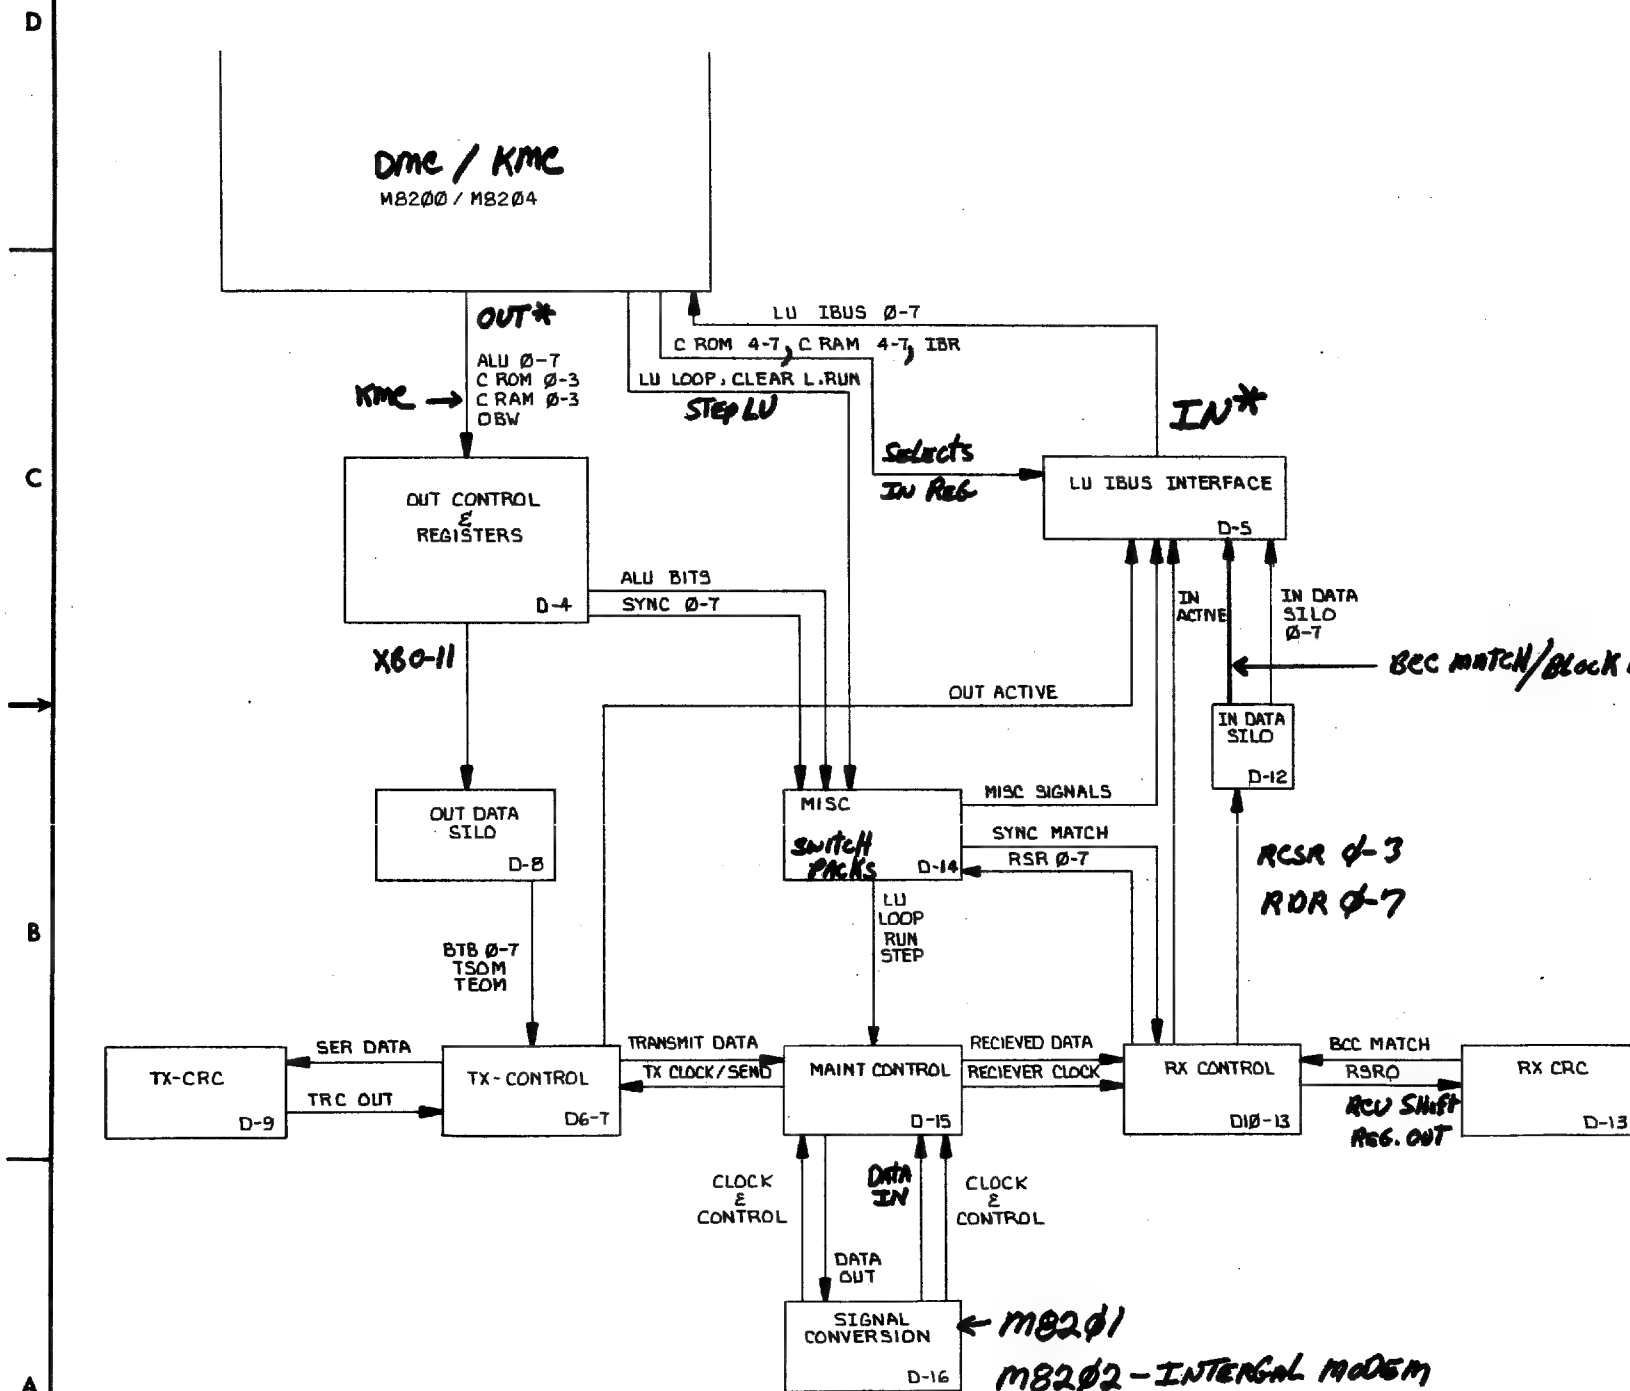 D
DMC / KMC
M82ØØ / M82Ø4
OUT*
LU IBUS Ø-7
C ROM 4-7, C RAM 4-7, IBR
ALU Ø-7
C ROM Ø-3
C RAM Ø-3
OBW
KMC →
LU LOOP, CLEAR L.RUN
STEP LU
IN*
C
SELECTS
IN REG
LU IBUS INTERFACE
D-5
OUT CONTROL
&
REGISTERS
D-4
ALU BITS
SYNC Ø-7
IN
ACTIVE
IN DATA
SILO
Ø-7
XBO-11
BCC MATCH/BLOCK
OUT ACTIVE
IN DATA
SILO
D-12
OUT DATA
SILO
D-8
MISC
SWITCH
PACKS
D-14
MISC SIGNALS
SYNC MATCH
RSR Ø-7
RCSR Ø-3
RDR Ø-7
B
LU
LOOP
RUN
STEP
BTB Ø-7
TSOM
TEOM
TX-CRC
D-9
SER DATA
TRC OUT
TX-CONTROL
D6-7
TRANSMIT DATA
TX CLOCK/SEND
MAINT CONTROL
D-15
RECIEVED DATA
RECIEVER CLOCK
RX CONTROL
D1Ø-13
BCC MATCH
RSRO
RCV SHIFT
REG. OUT
RX CRC
D-13
CLOCK
&
CONTROL
DATA
IN
CLOCK
&
CONTROL
DATA
OUT
SIGNAL
CONVERSION
D-16
← M82Ø1
M82Ø2 - INTERGAL MODEM
A